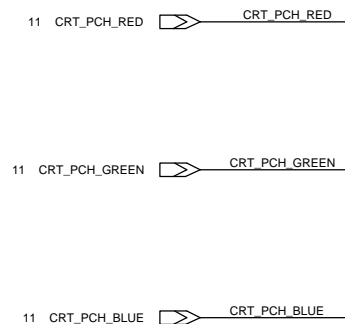 11 CRT_PCH_RED CRT_PCH_RED
11 CRT_PCH_GREEN CRT_PCH_GREEN
11 CRT_PCH_BLUE CRT_PCH_BLUE